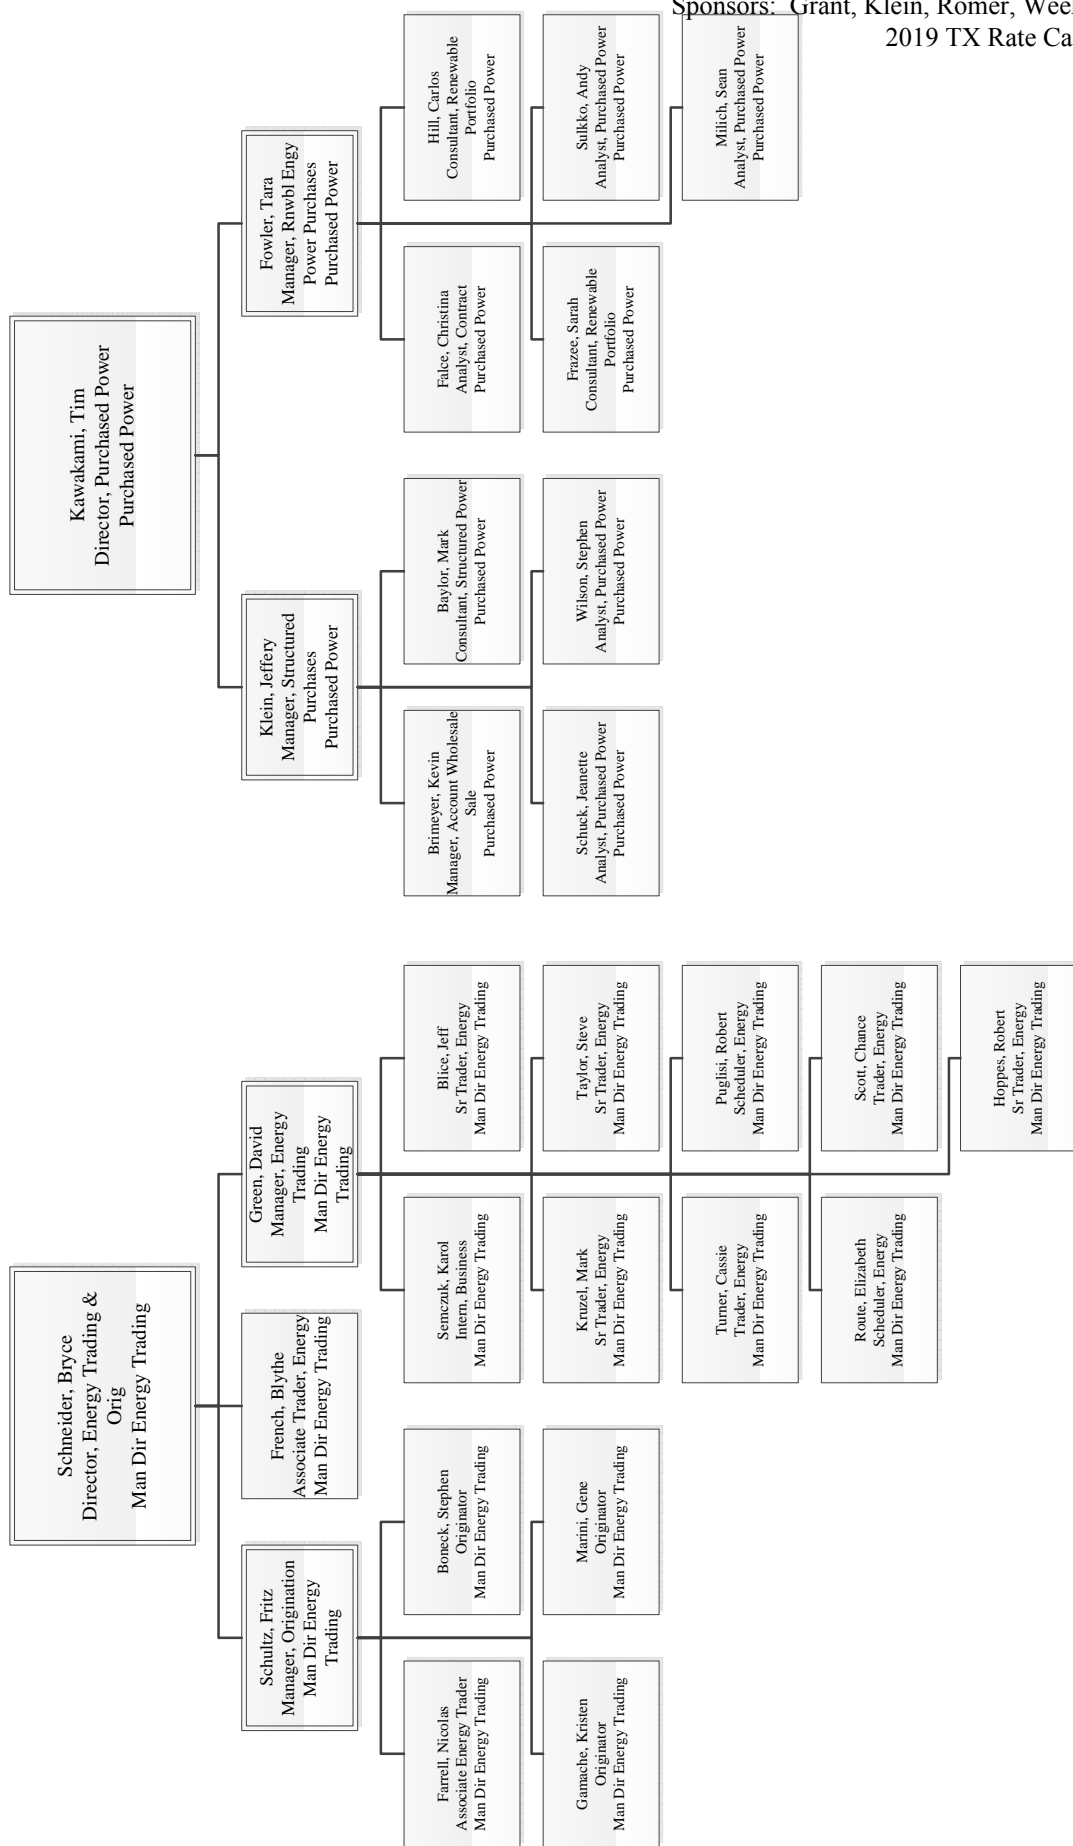 Sponsors: Grant, Klein, Romer,
2019 TX Rate
Schneider, Bryce
Director, Energy Trading &
Orig
Man Dir Energy Trading
Schultz, Fritz
Manager, Origination
Man Dir Energy
Trading
French, Blythe
Associate Trader, Energy
Man Dir Energy Trading
Green, David
Manager, Energy
Trading
Man Dir Energy
Trading
Farrell, Nicolas
Associate Energy Trader
Man Dir Energy Trading
Boneck, Stephen
Originator
Man Dir Energy Trading
Gamache, Kristen
Originator
Man Dir Energy Trading
Marini, Gene
Originator
Man Dir Energy Trading
Semczuk, Karol
Intern, Business
Man Dir Energy Trading
Blice, Jeff
Sr Trader, Energy
Man Dir Energy Trading
Kruzel, Mark
Sr Trader, Energy
Man Dir Energy Trading
Taylor, Steve
Sr Trader, Energy
Man Dir Energy Trading
Turner, Cassie
Trader, Energy
Man Dir Energy Trading
Puglisi, Robert
Scheduler, Energy
Man Dir Energy Trading
Route, Elizabeth
Scheduler, Energy
Man Dir Energy Trading
Scott, Chance
Trader, Energy
Man Dir Energy Trading
Hoppes, Robert
Sr Trader, Energy
Man Dir Energy Trading
Kawakami, Tim
Director, Purchased Power
Purchased Power
Klein, Jeffery
Manager, Structured
Purchases
Purchased Power
Fowler, Tara
Manager, Rnwbl Engy
Power Purchases
Purchased Power
Brimeyer, Kevin
Manager, Account Wholesale
Sale
Purchased Power
Baylor, Mark
Consultant, Structured Power
Purchased Power
Schuck, Jeanette
Analyst, Purchased Power
Purchased Power
Wilson, Stephen
Analyst, Purchased Power
Purchased Power
Falce, Christina
Analyst, Contract
Purchased Power
Hill, Carlos
Consultant, Renewable
Portfolio
Purchased Power
Frazee, Sarah
Consultant, Renewable
Portfolio
Purchased Power
Sulkko, Andy
Analyst, Purchased Power
Purchased Power
Milich, Sean
Analyst, Purchased Power
Purchased Power